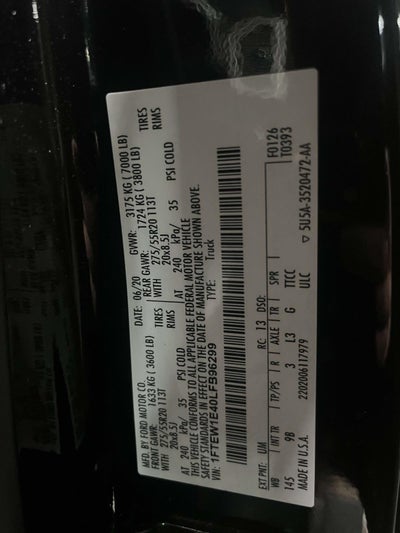 MFD. BY FORD MOTOR CO.
DATE: 06/20 GVWR: 3175 KG ( 7000 LB)
FRONT GAWR: 1633 KG ( 3600 LB) REAR GAWR: 1724 KG ( 3800 LB)
WITH 275/55R20 113T TIRES WITH 275/55R20 113T TIRES
20x8.5J RIMS 20x8.5J RIMS
AT 240 kPa/ 35 PSI COLD AT 240 kPa/ 35 PSI COLD
THIS VEHICLE CONFORMS TO ALL APPLICABLE FEDERAL MOTOR VEHICLE
SAFETY STANDARDS IN EFFECT ON THE DATE OF MANUFACTURE SHOWN ABOVE.
VIN: 1FTEW1E40LFB96299 TYPE: Truck
F0126
T0393
EXT PNT: UM RC: 13 DSO:
WB INT TR TP/PS R AXLE TR SPR
145 9B 3 L3 G TTCC
ULC
MADE IN U.S.A. 2202006117979 5U5A-3520472-AA